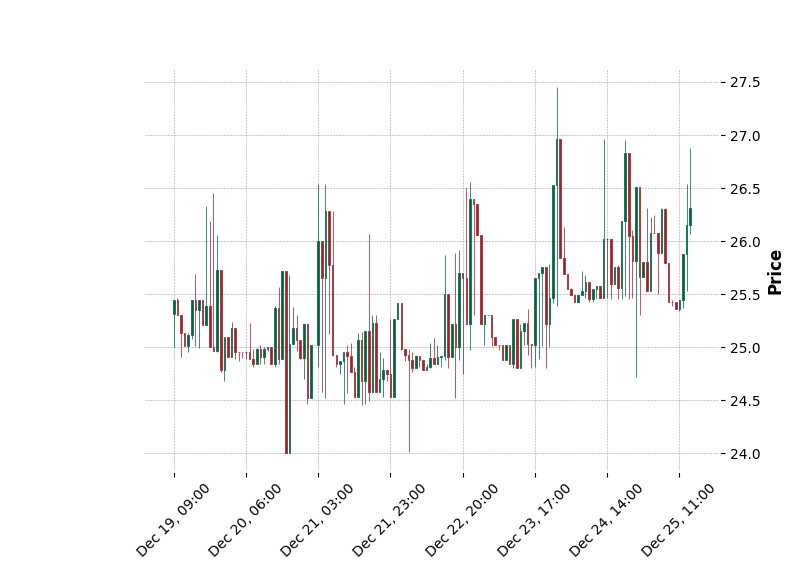 27.5
27.0
26.5
26.0
25.5
25.0
24.5
24.0
Price
Dec 19, 09:00
Dec 20, 06:00
Dec 21, 03:00
Dec 21, 23:00
Dec 22, 20:00
Dec 23, 17:00
Dec 24, 14:00
Dec 25, 11:00